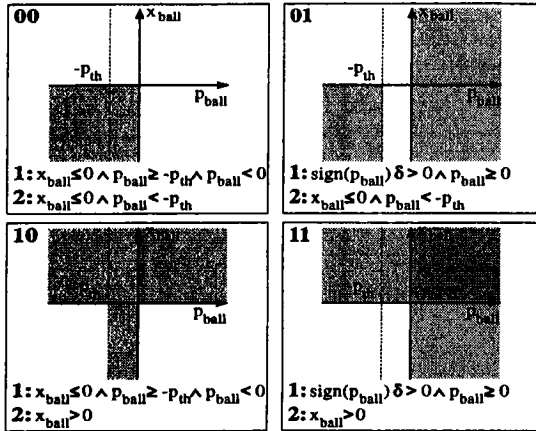 00
x_ball
-p_th
p_ball
1: x_ball≤0 ∧ p_ball≥ -p_th ∧ p_ball< 0
2: x_ball≤0 ∧ p_ball< -p_th
01
x_ball
-p_th
p_ball
1: sign(p_ball) δ> 0 ∧ p_ball≥ 0
2: x_ball≤0 ∧ p_ball< -p_th
10
p_ball
1: x_ball≤0 ∧ p_ball≥ -p_th ∧ p_ball< 0
2: x_ball>0
11
p_ball
1: sign(p_ball) δ> 0 ∧ p_ball≥ 0
2: x_ball>0